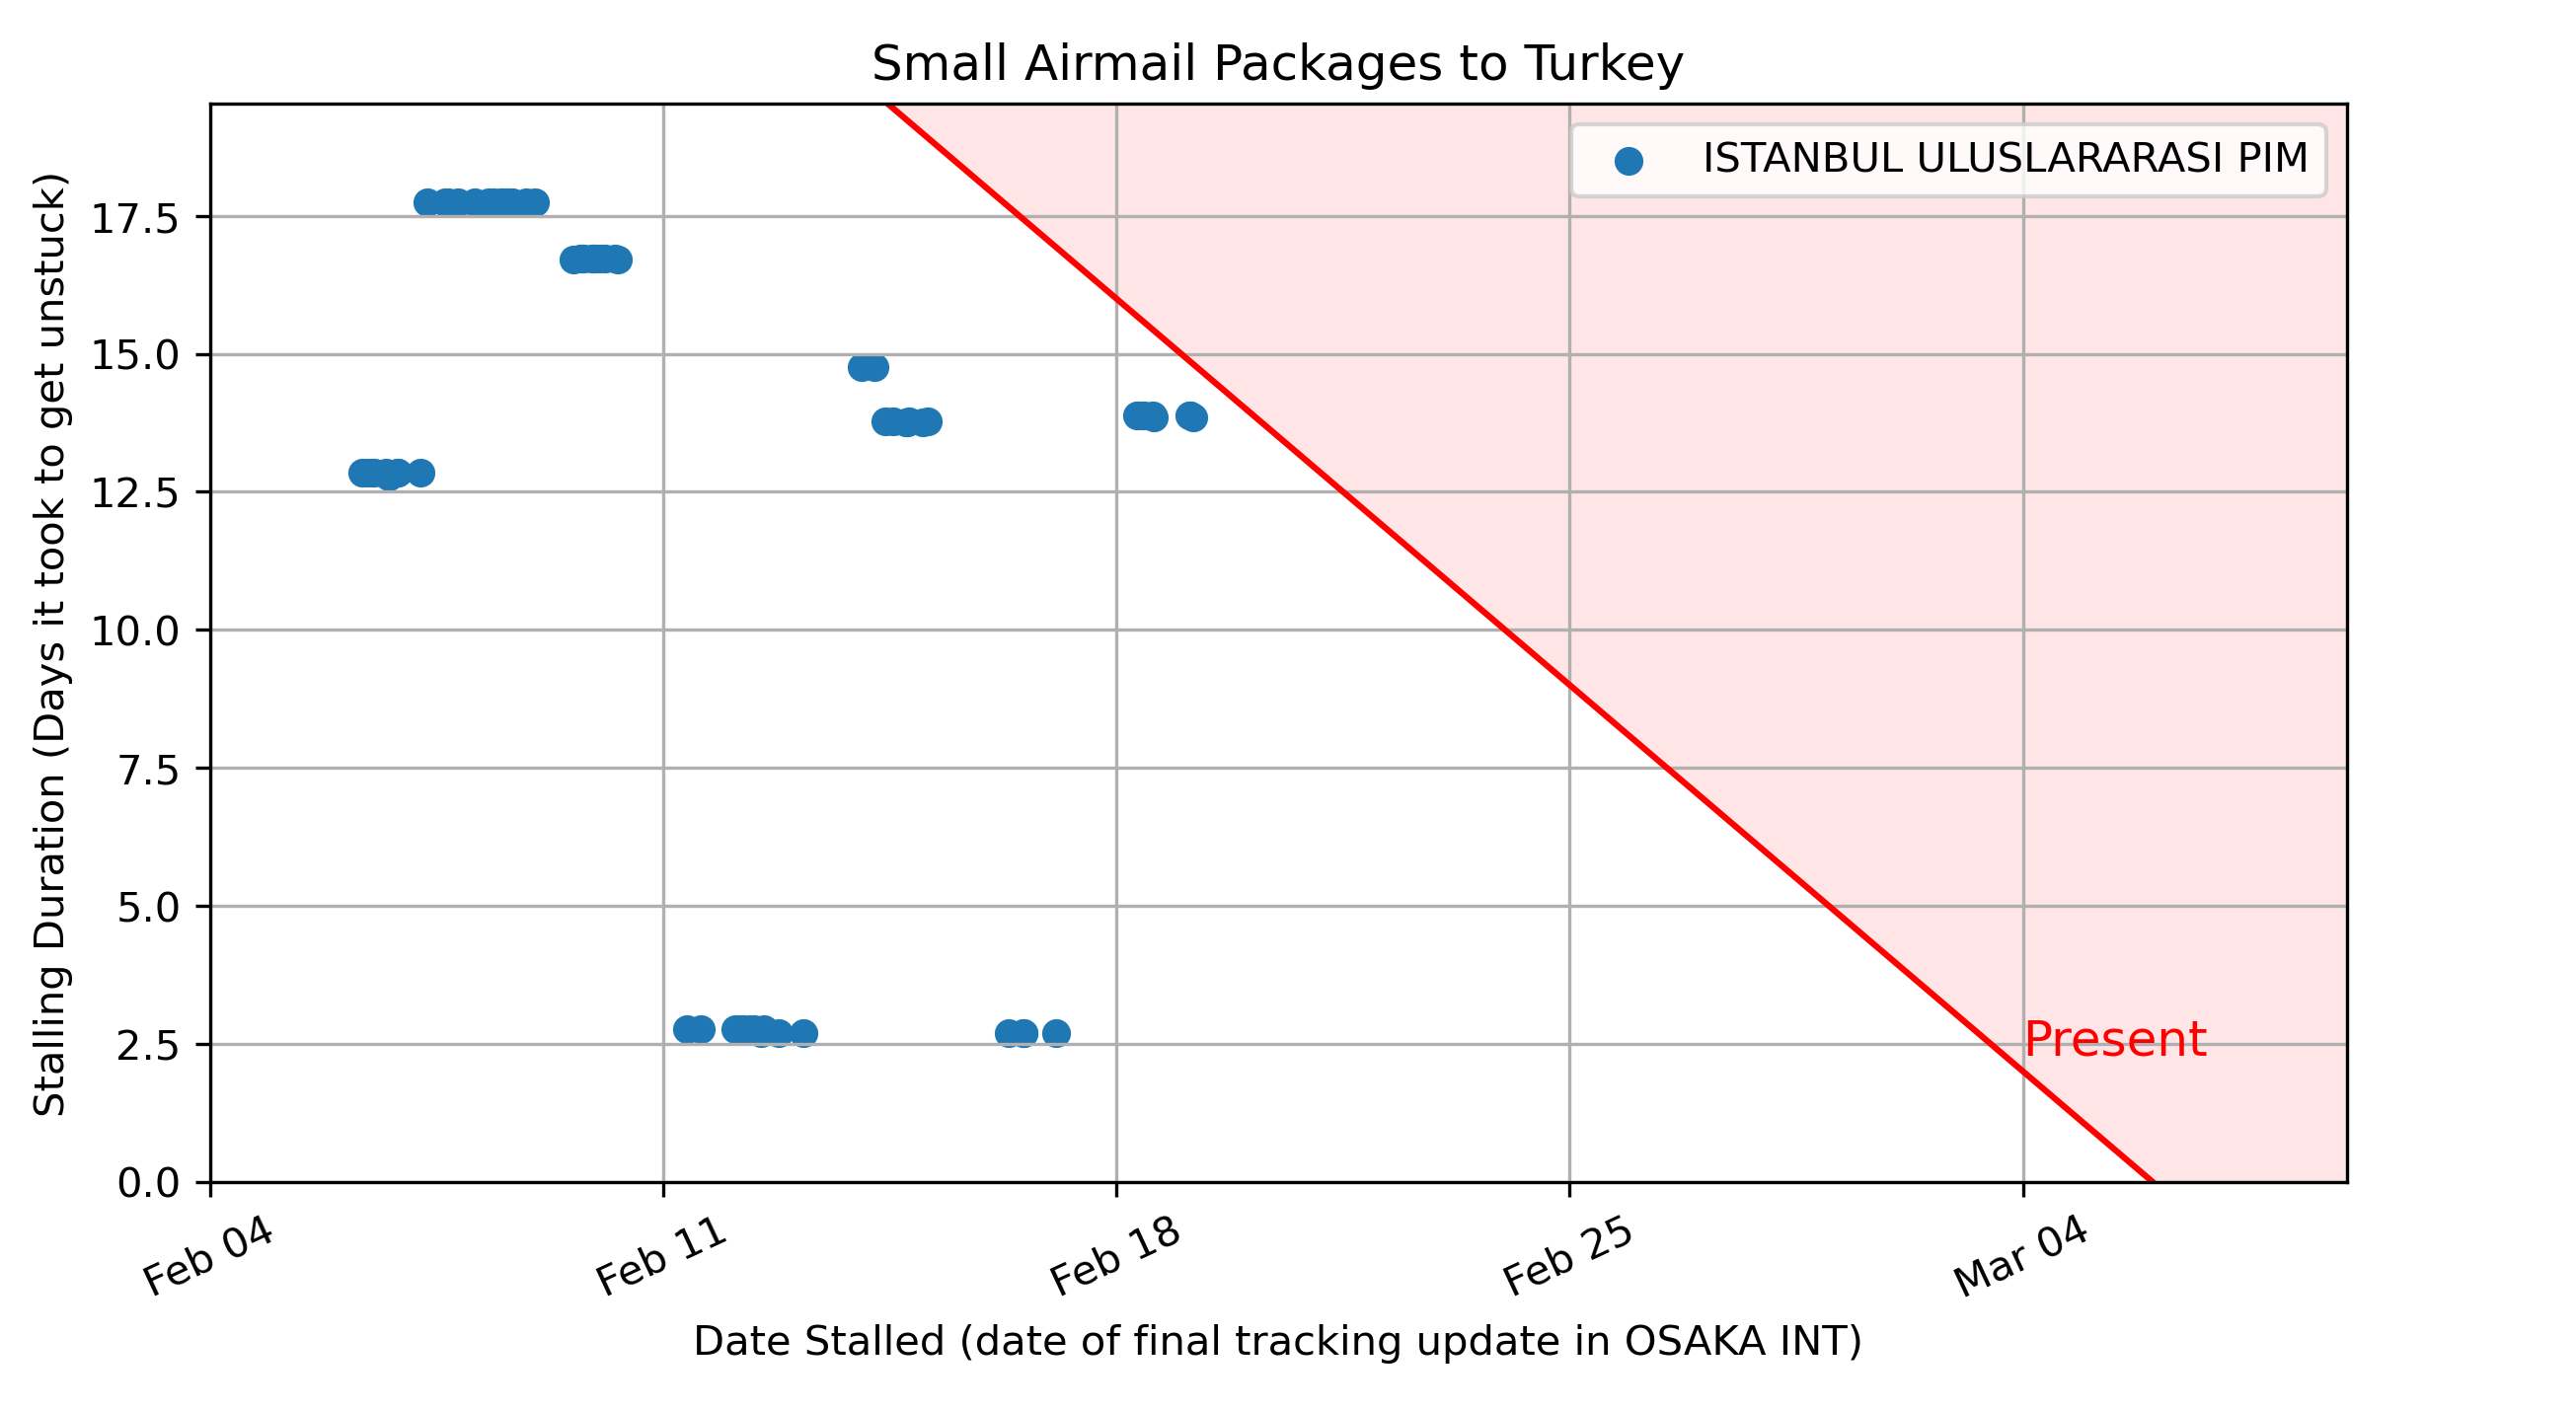 Small Airmail Packages to Turkey
ISTANBUL ULUSLARARASI PIM
Stalling Duration (Days it took to get unstuck)
17.5
15.0
12.5
10.0
7.5
5.0
2.5
0.0
Present
Feb 04
Feb 11
Feb 18
Feb 25
Mar 04
Date Stalled (date of final tracking update in OSAKA INT)